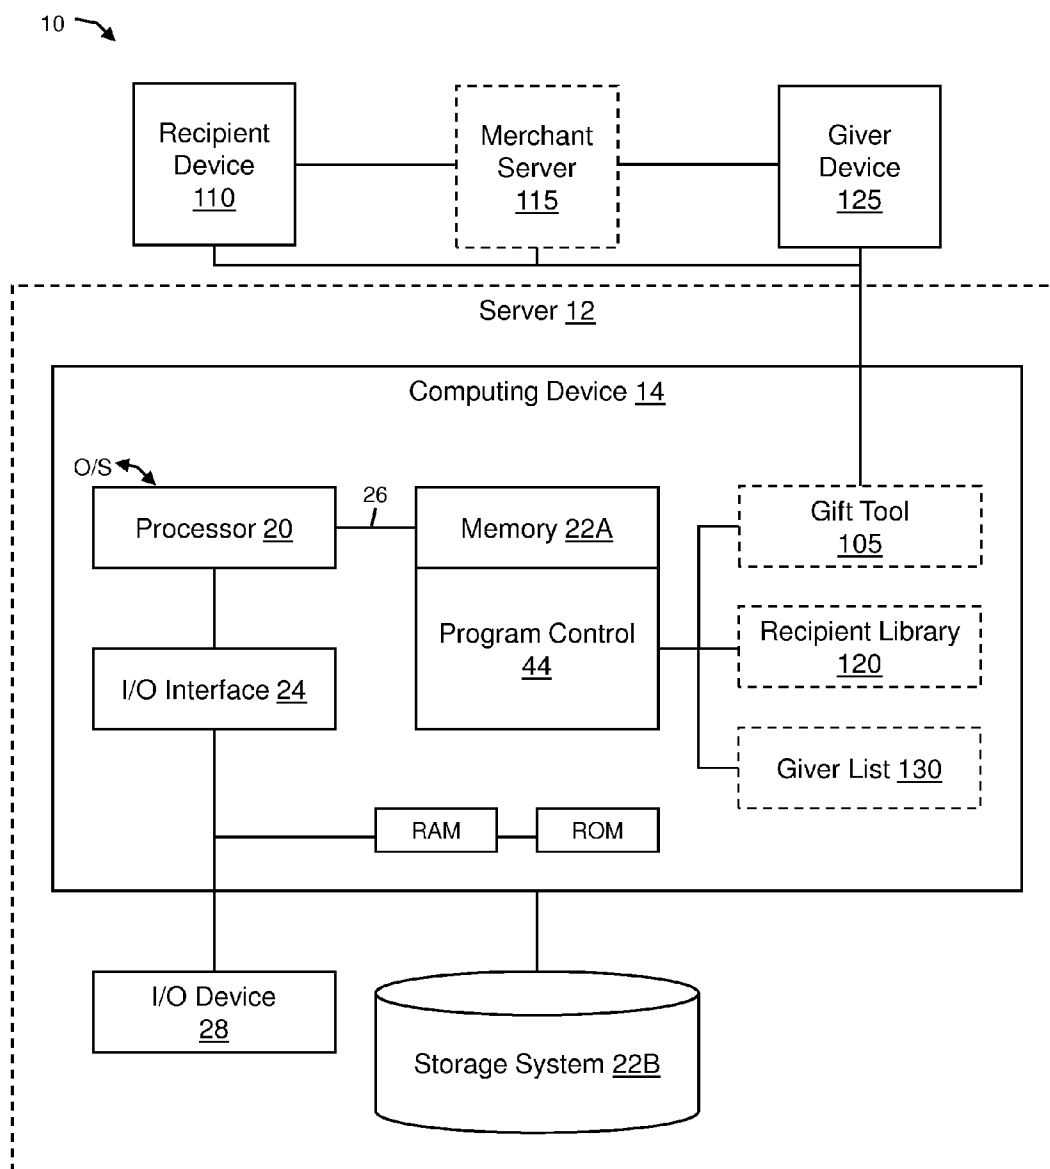 10
Recipient
Device
110
Merchant
Server
115
Giver
Device
125
Server 12
Computing Device 14
O/S
Processor 20
26
Memory 22A
Gift Tool
105
Program Control
44
Recipient Library
120
I/O Interface 24
Giver List 130
RAM
ROM
I/O Device
28
Storage System 22B